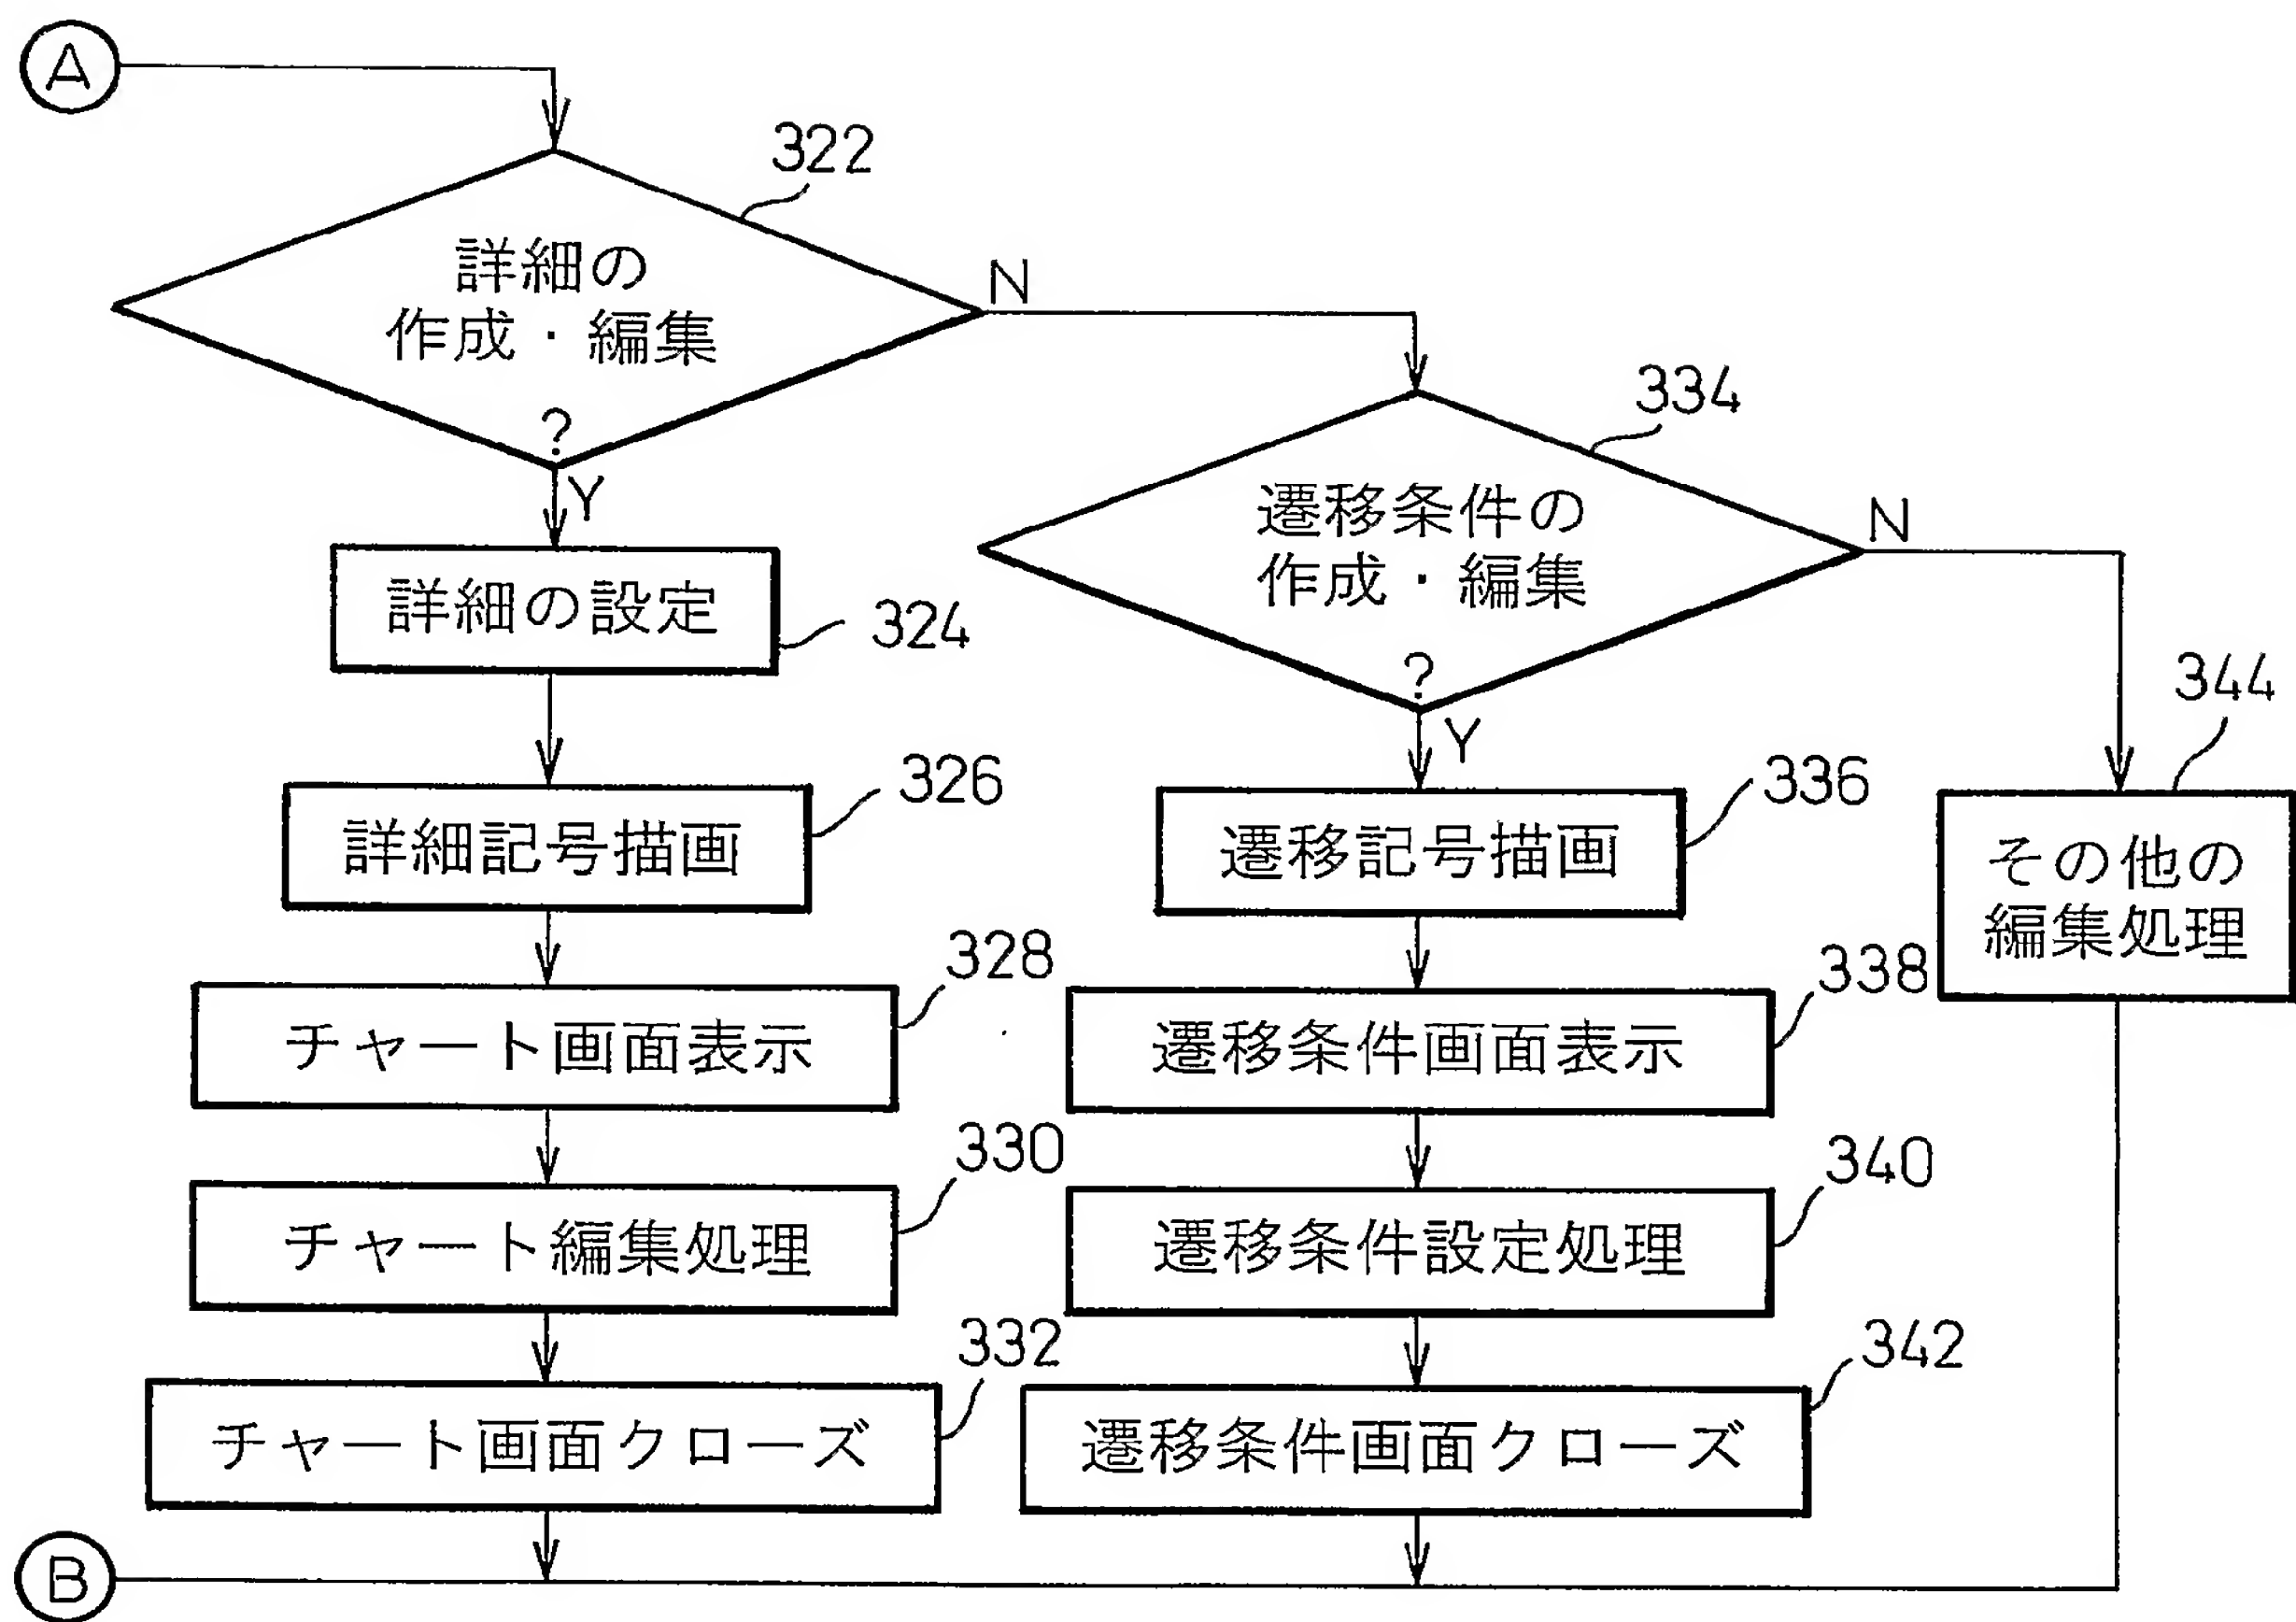 A
322
詳細の
作成・編集
?
N
Y
334
遷移条件の
作成・編集
?
N
Y
詳細の設定
324
344
詳細記号描画
326
遷移記号描画
336
その他の
編集処理
チャート画面表示
328
遷移条件画面表示
338
チャート編集処理
330
遷移条件設定処理
340
チャート画面クローズ
332
遷移条件画面クローズ
342
B